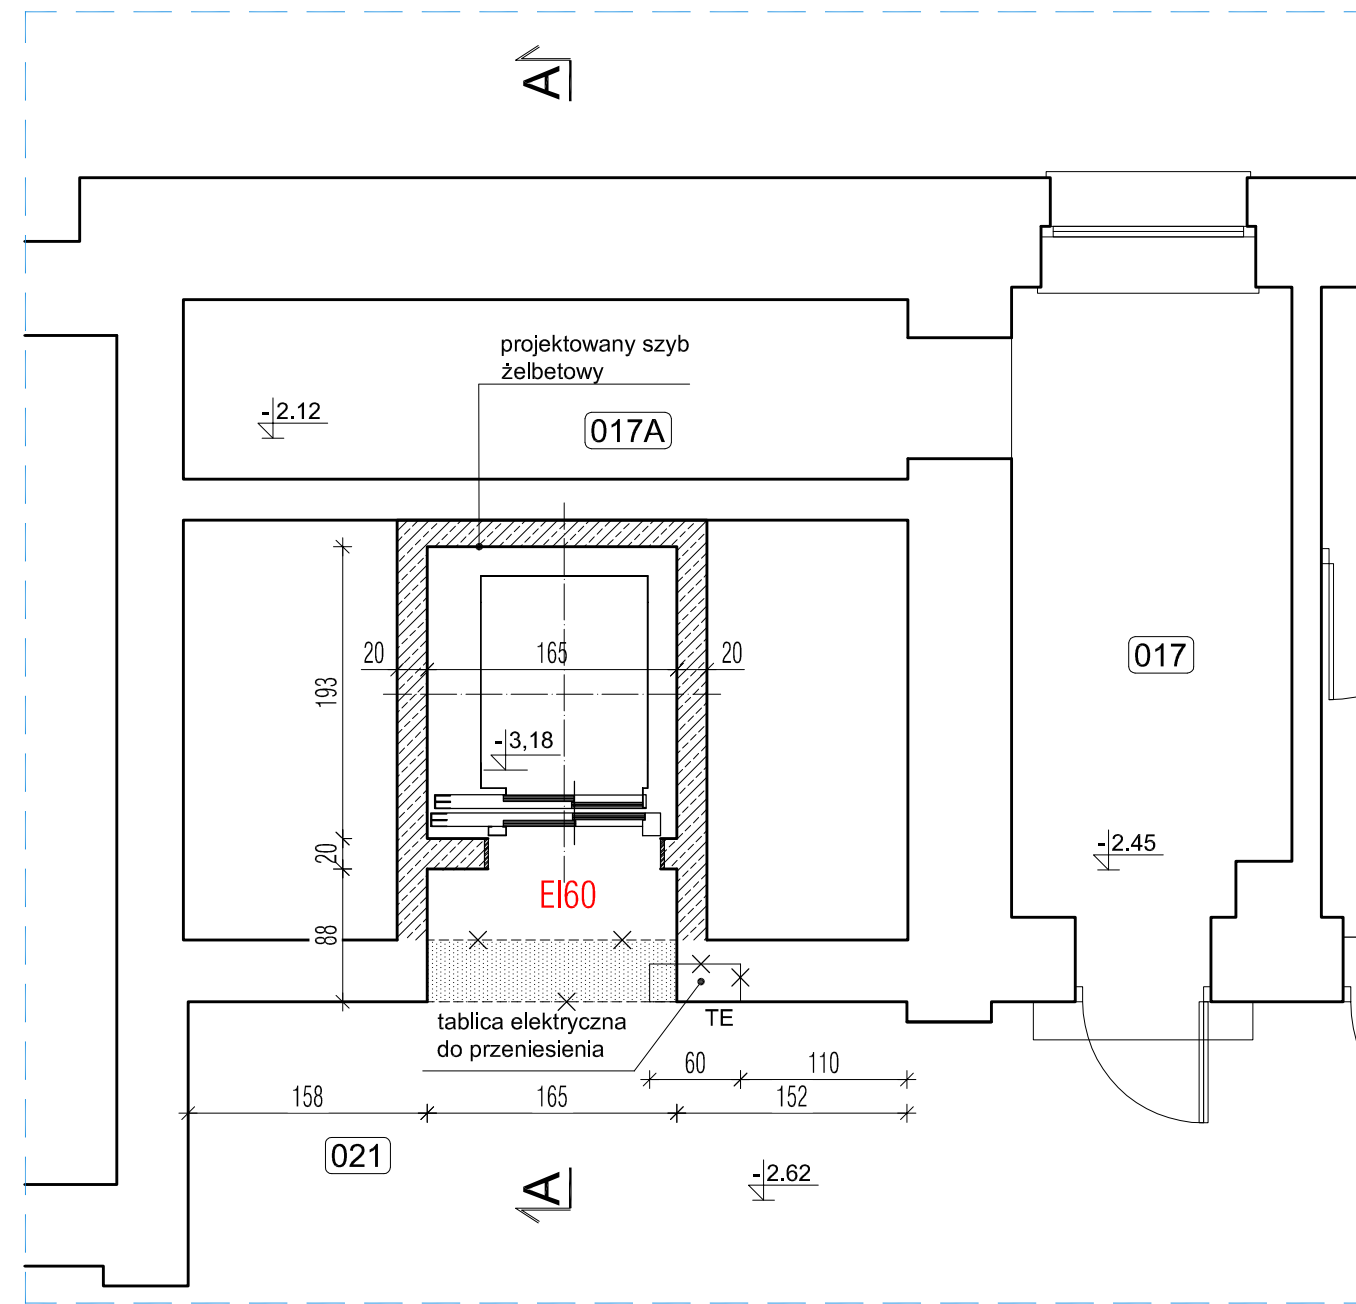 A
projektowany szyb
żelbetowy
-2.12
017A
20
165
20
193
017
-3,18
-2.45
20
EI60
88
tablica elektryczna
do przeniesienia
TE
60
110
158
165
152
021
A
-2.62